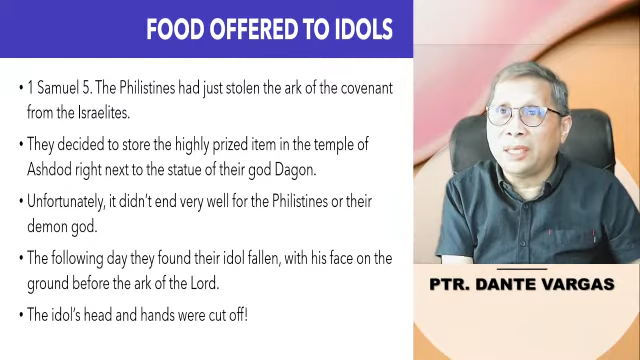 FOOD OFFERED TO IDOLS
• 1 Samuel 5. The Philistines had just stolen the ark of the covenant
from the Israelites.
• They decided to store the highly prized item in the temple of
Ashdod right next to the statue of their god Dagon.
• Unfortunately, it didn't end very well for the Philistines or their
demon god.
• The following day they found their idol fallen, with his face on the
ground before the ark of the Lord.
• The idol's head and hands were cut off!
PTR. DANTE VARGAS